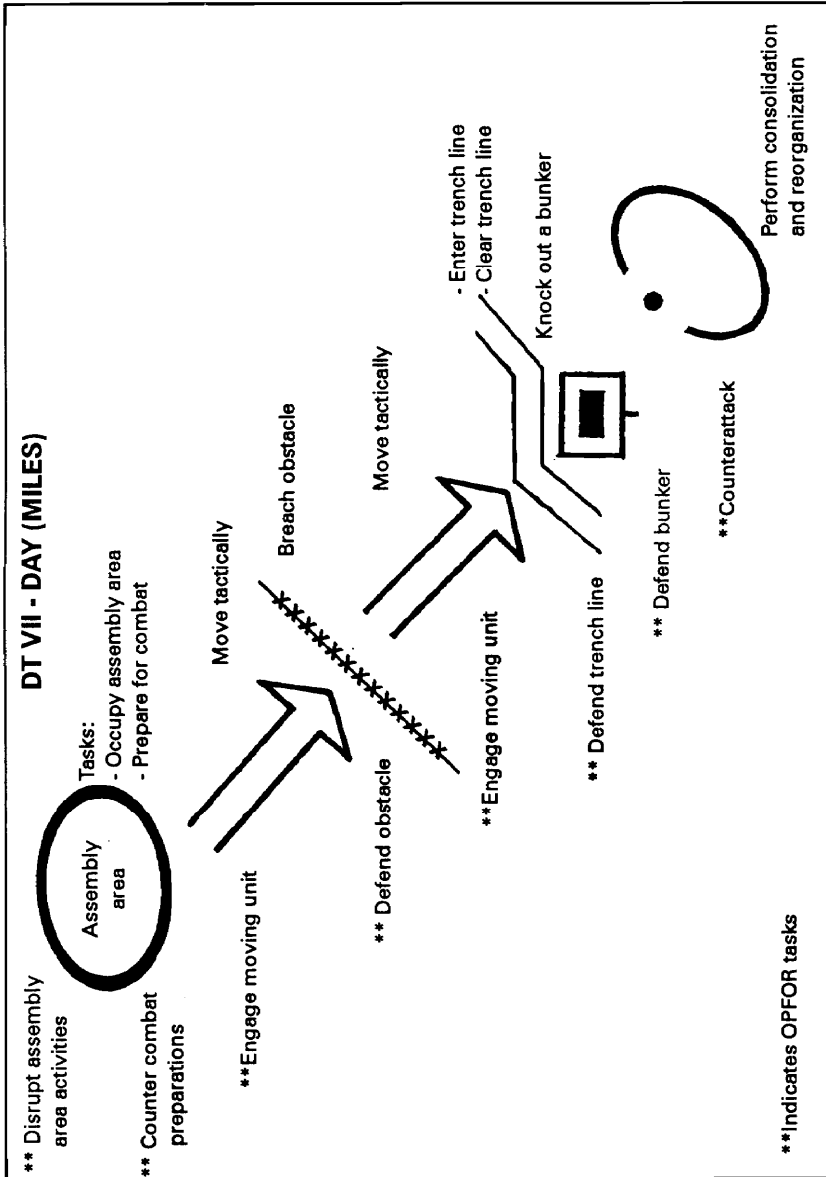 DT VII - DAY (MILES)
** Disrupt assembly
area activities
Assembly
area
Tasks:
- Occupy assembly area
- Prepare for combat
** Counter combat
preparations
Move tactically
**Engage moving unit
Breach obstacle
** Defend obstacle
Move tactically
**Engage moving unit
- Enter trench line
- Clear trench line
** Defend trench line
Knock out a bunker
** Defend bunker
**Counterattack
Perform consolidation
and reorganization
**Indicates OPFOR tasks